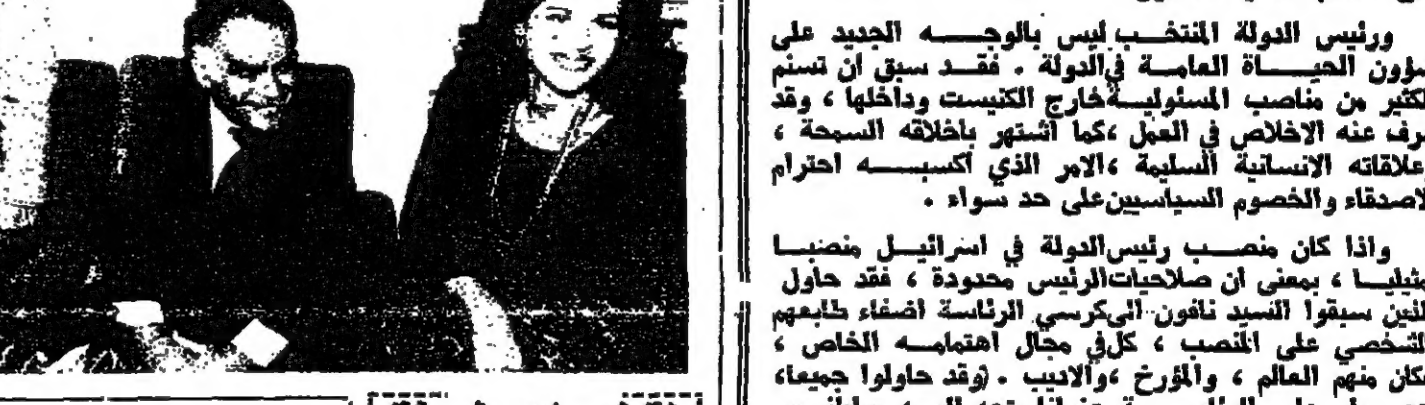 ورئيس الدولة المنتخب ليس بالوجه الجديد على
شؤون الحياة العامة في الدولة . فقد سبق ان تسنم
الكثير من مناصب المسئولية خارج الكنيست وداخلها ، وقد
عرف عنه الاخلاص في العمل ،كما اشتهر باخلاقه السمحة ،
وعلاقاته الانسانية السليمة ،الامر الذي اكسبه احترام
الاصدقاء والخصوم السياسيين على حد سواء .
واذا كان منصب رئيس الدولة في اسرائيل منصبا
تمثيليا ، بمعنى ان صلاحيات الرئيس محدودة ، فقد حاول
الذين سبقوا السيد نافون الى كرسي الرئاسة اضفاء طابعهم
الشخصي على المنصب ، كل في مجال اهتمامه الخاص ،
فكان منهم العالم ، والمؤرخ ،والاديب . (وقد حاولوا جميعا،